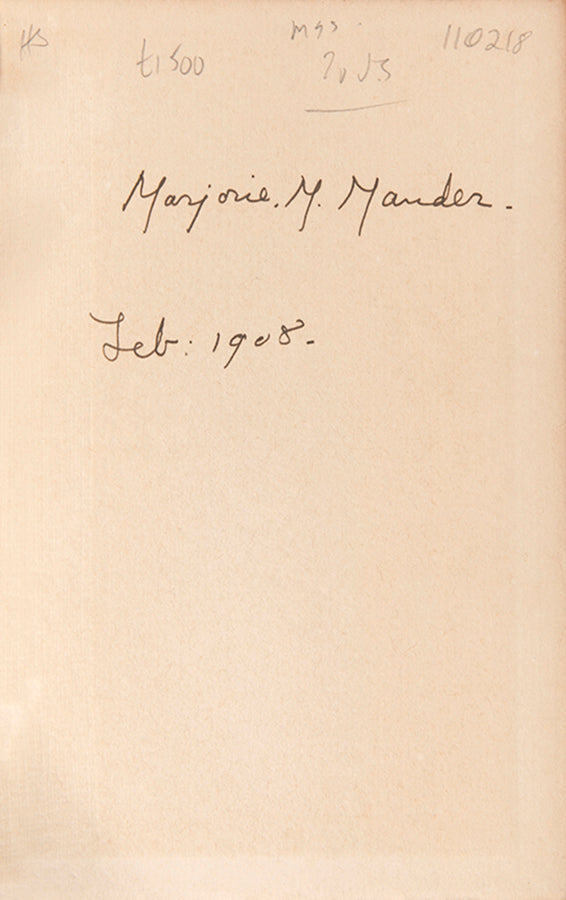 HS
£1500
mss.
110218
Marjorie. M. Mander.
Feb: 1908.